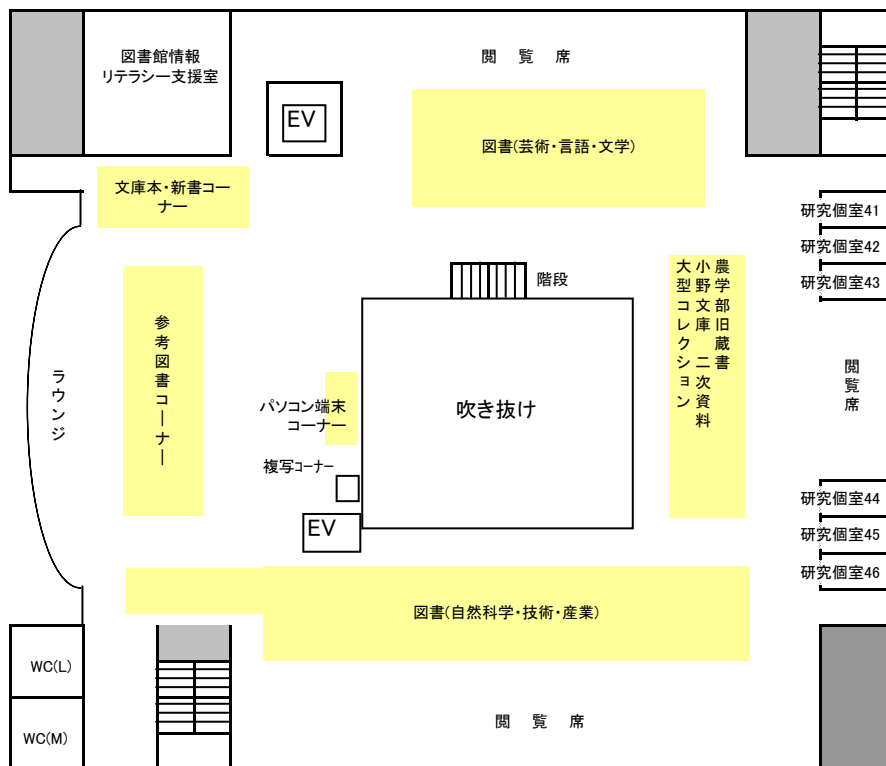 図書館情報
リテラシー支援室
閲 覧 席
EV
図書(芸術・言語・文学)
文庫本・新書コー
ナー
研究個室41
研究個室42
研究個室43
階段
農学部旧蔵書
小野文庫 二次資料
大型コレクション
参考図書コーナー
ラウンジ
閲覧席
吹き抜け
パソコン端末
コーナー
複写コーナー
EV
研究個室44
研究個室45
研究個室46
図書(自然科学・技術・産業)
WC(L)
WC(M)
閲 覧 席